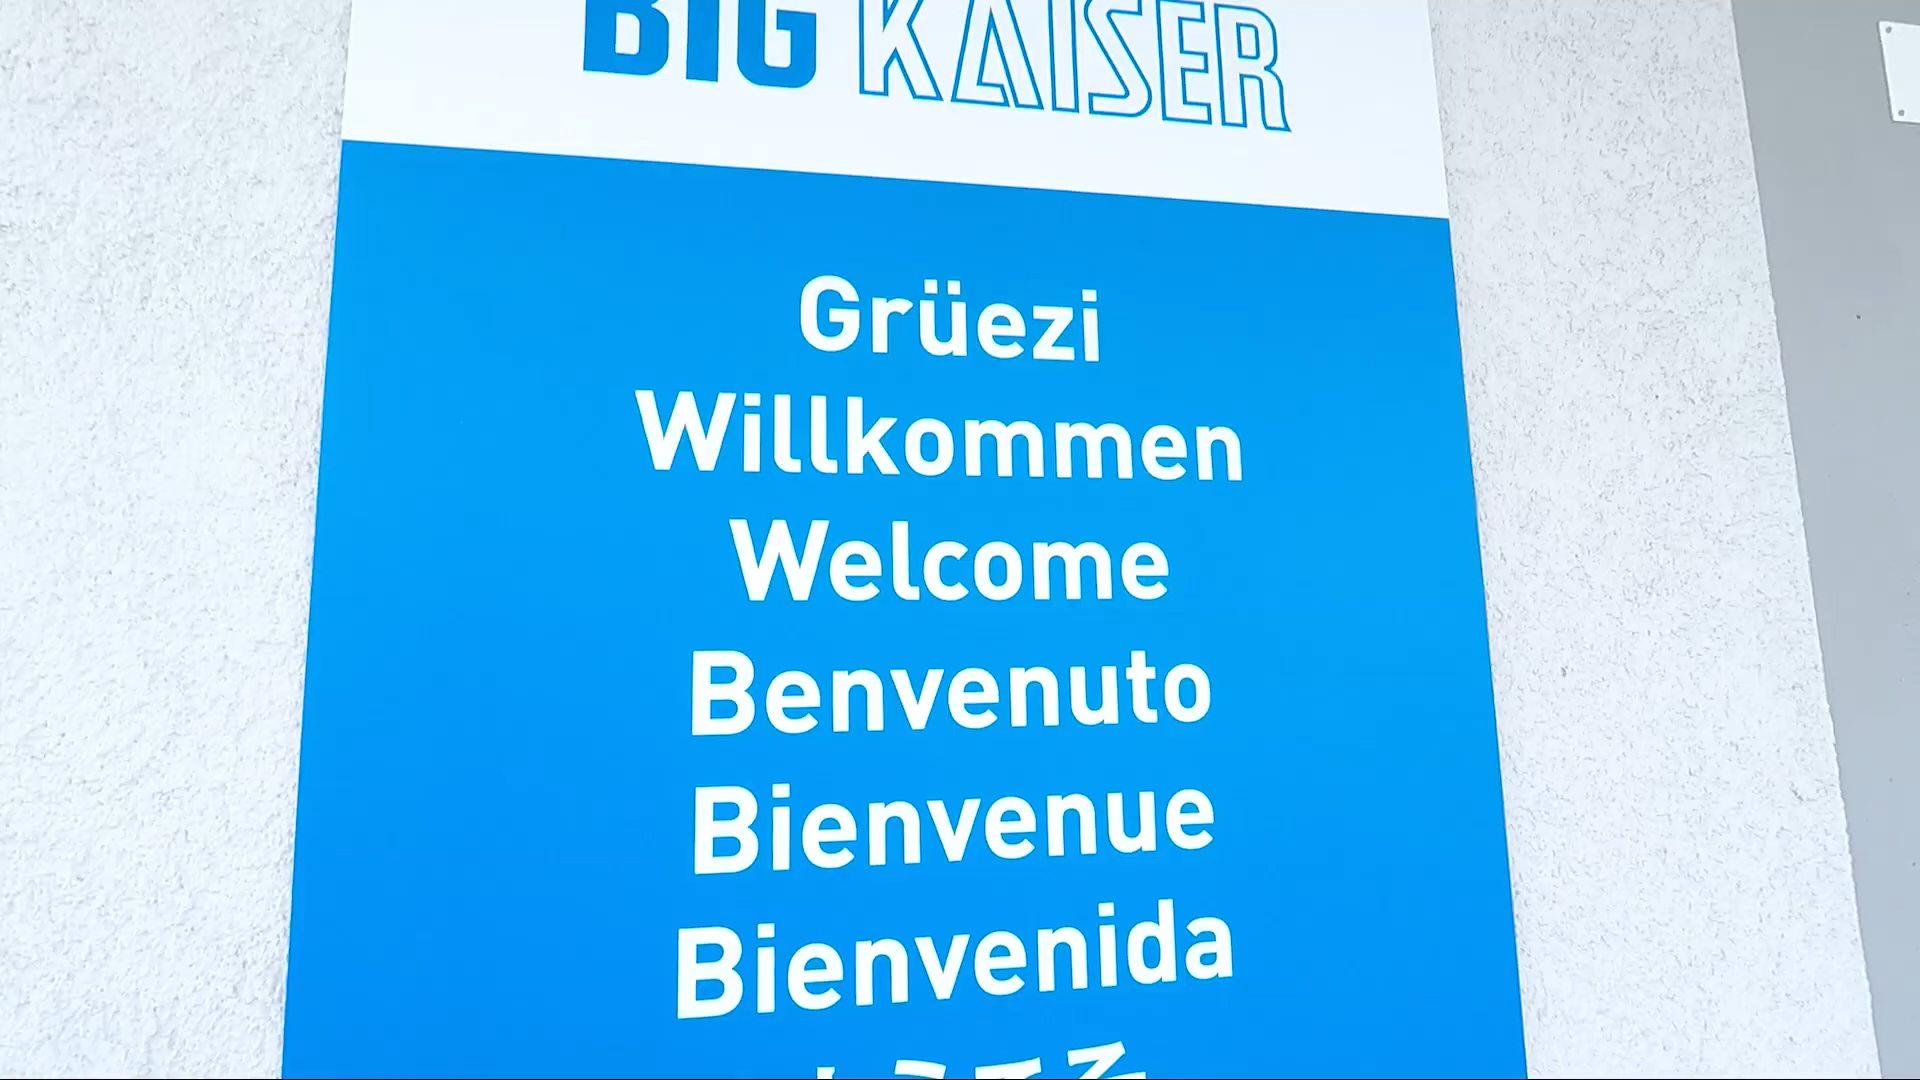 BIG KAISER
Grüezi
Willkommen
Welcome
Benvenuto
Bienvenue
Bienvenida